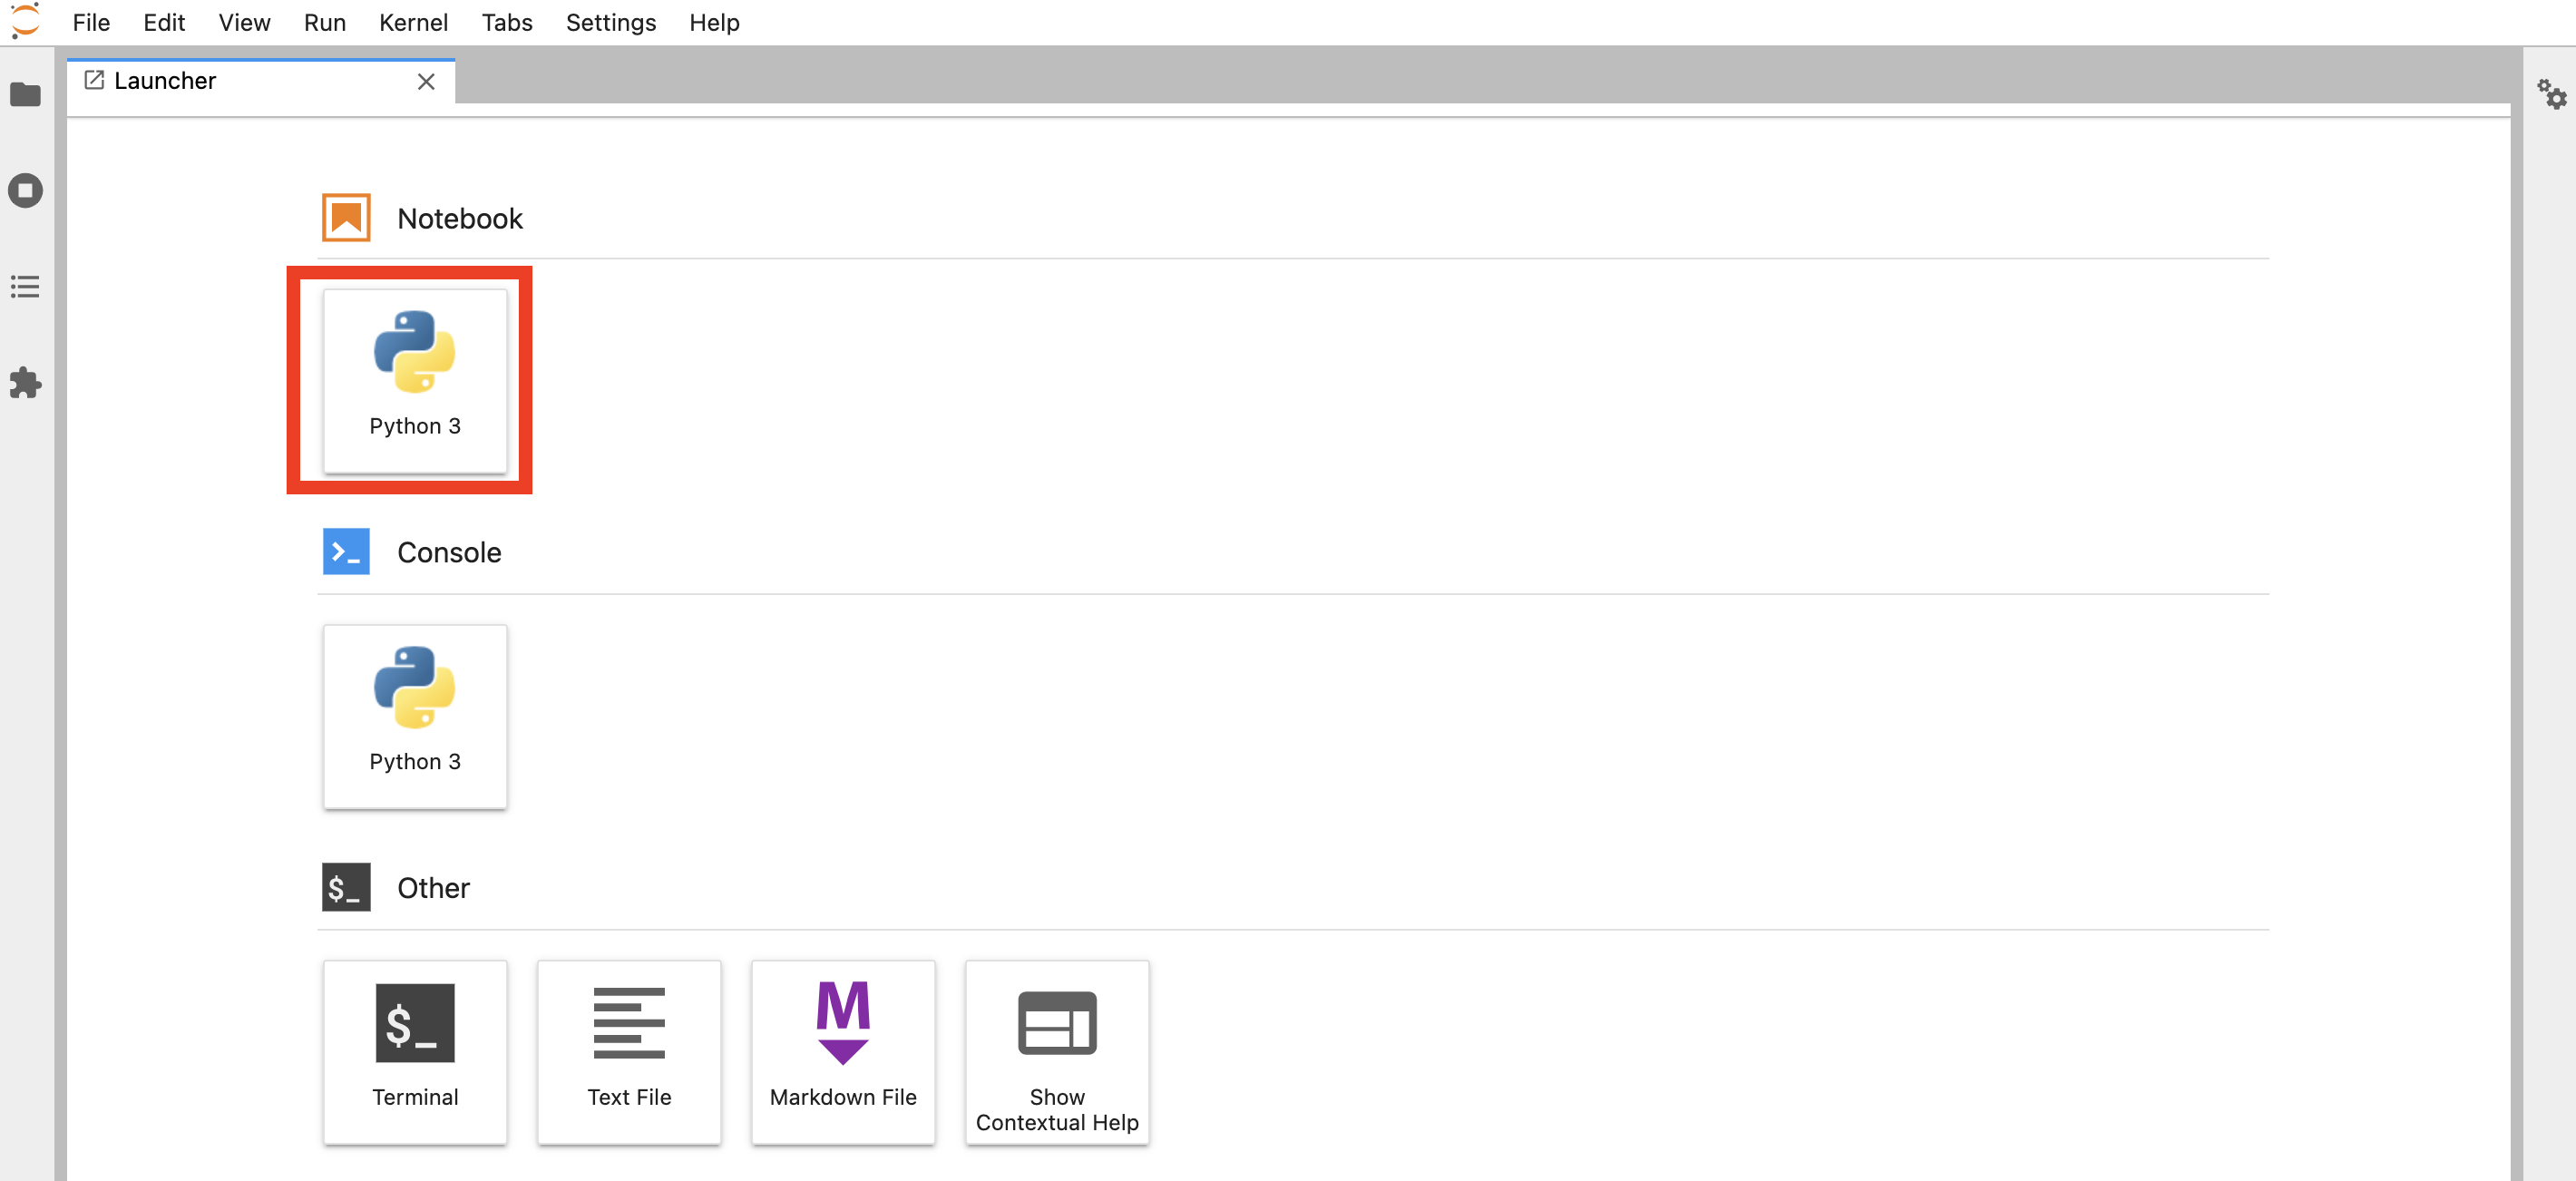 File Edit View Run Kernel Tabs Settings Help
Launcher
Notebook
Python 3
Console
Python 3
$_ Other
$_ M
Terminal Text File Markdown File Show
Contextual Help